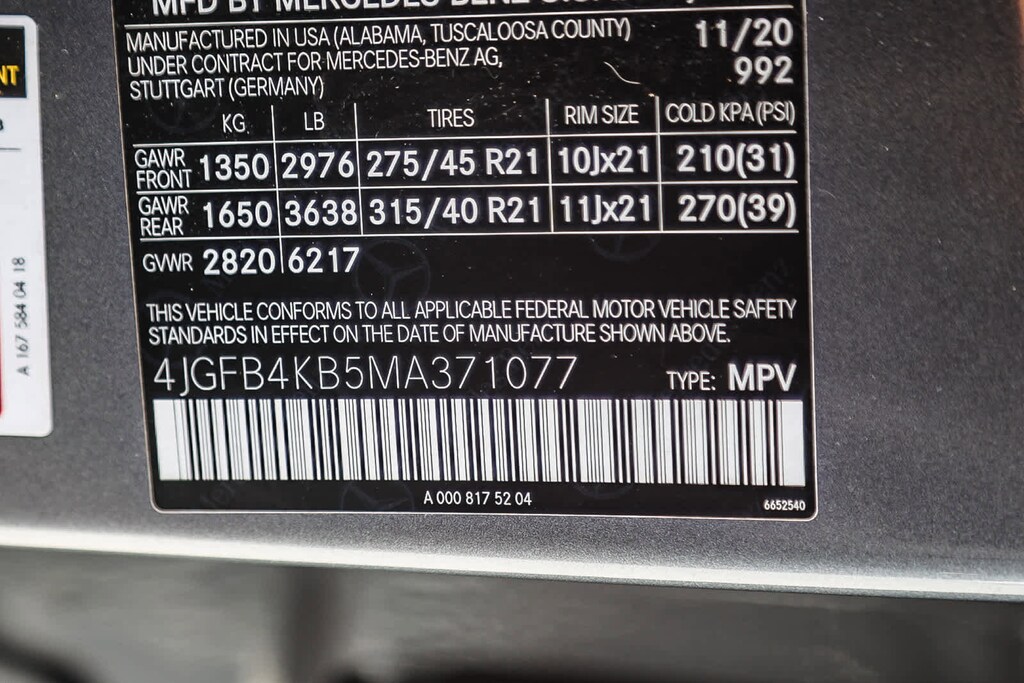 MFD BY MERCEDES-BENZ
MANUFACTURED IN USA (ALABAMA, TUSCALOOSA COUNTY)
UNDER CONTRACT FOR MERCEDES-BENZ AG,
STUTTGART (GERMANY)
11/20
992
KG LB TIRES RIM SIZE COLD KPA (PSI)
GAWR FRONT 1350 2976 275/45 R21 10Jx21 210(31)
GAWR REAR 1650 3638 315/40 R21 11Jx21 270(39)
GVWR 2820 6217
THIS VEHICLE CONFORMS TO ALL APPLICABLE FEDERAL MOTOR VEHICLE SAFETY
STANDARDS IN EFFECT ON THE DATE OF MANUFACTURE SHOWN ABOVE.
4JGFB4KB5MA371077 TYPE: MPV
A 000 817 52 04
6652540
A 167 584 04 18